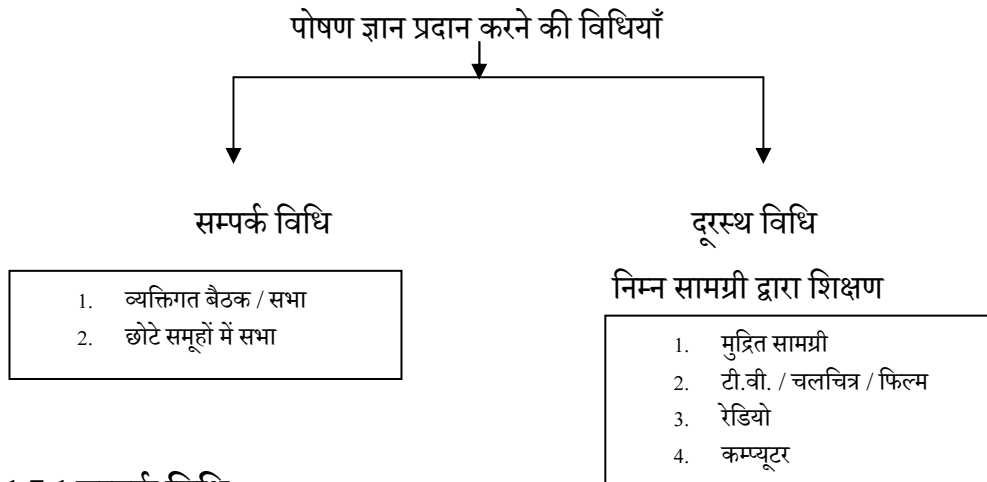 पोषण ज्ञान प्रदान करने की विधियाँ
सम्पर्क विधि
1. व्यक्तिगत बैठक / सभा
2. छोटे समूहों में सभा
दूरस्थ विधि
निम्न सामग्री द्वारा शिक्षण
1. मुद्रित सामग्री
2. टी.वी. / चलचित्र / फिल्म
3. रेडियो
4. कम्प्यूटर